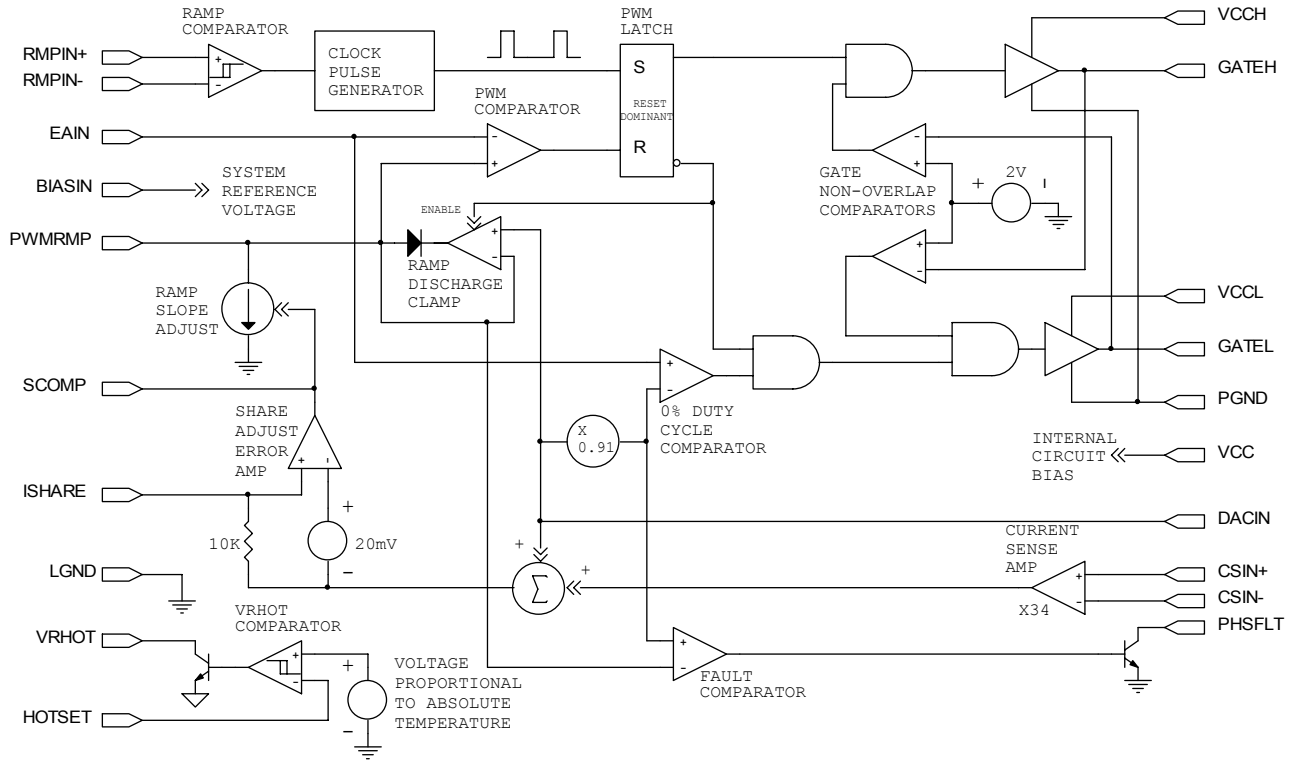 RAMP
COMPARATOR
RMPIN+
RMPIN-
+
-
CLOCK
PULSE
GENERATOR
PWM
LATCH
S
RESET
DOMINANT
R
PWM
COMPARATOR
-
+
VCCH
GATEH
EAIN
BIASIN
SYSTEM
REFERENCE
VOLTAGE
-
+
GATE
NON-OVERLAP
COMPARATORS
+
2V
-
+
-
ENABLE
PWMRMP
+
-
RAMP
DISCHARGE
CLAMP
RAMP
SLOPE
ADJUST
VCCL
GATEL
PGND
SCOMP
+
-
0% DUTY
CYCLE
COMPARATOR
X
0.91
SHARE
ADJUST
ERROR
AMP
+
-
INTERNAL
CIRCUIT
BIAS
VCC
ISHARE
10K
+
20mV
-
DACIN
+
Σ
+
CURRENT
SENSE
AMP
+
-
X34
CSIN+
CSIN-
LGND
PHSFLT
VRHOT
VRHOT
COMPARATOR
+
-
HOTSET
+
-
VOLTAGE
PROPORTIONAL
TO ABSOLUTE
TEMPERATURE
+
-
FAULT
COMPARATOR